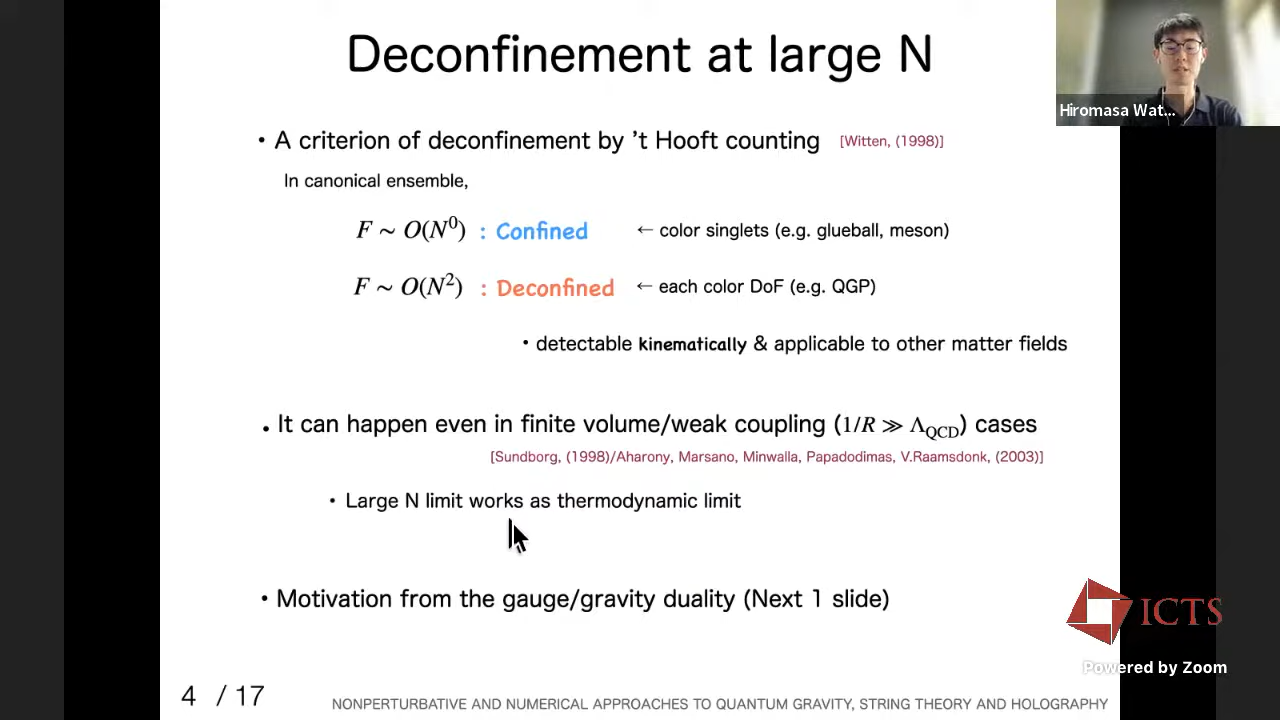 Deconfinement at large N
Hiromasa Wat...
• A criterion of deconfinement by ’t Hooft counting [Witten, (1998)]
In canonical ensemble,
F ∼ O(N⁰) : Confined ← color singlets (e.g. glueball, meson)
F ∼ O(N²) : Deconfined ← each color DoF (e.g. QGP)
• detectable kinematically & applicable to other matter fields
• It can happen even in finite volume/weak coupling (1/R ≫ Λ_QCD) cases
[Sundborg, (1998)/Aharony, Marsano, Minwalla, Papadodimas, V.Raamsdonk, (2003)]
• Large N limit works as thermodynamic limit
• Motivation from the gauge/gravity duality (Next 1 slide)
ICTS
Powered by Zoom
4 / 17
NONPERTURBATIVE AND NUMERICAL APPROACHES TO QUANTUM GRAVITY, STRING THEORY AND HOLOGRAPHY